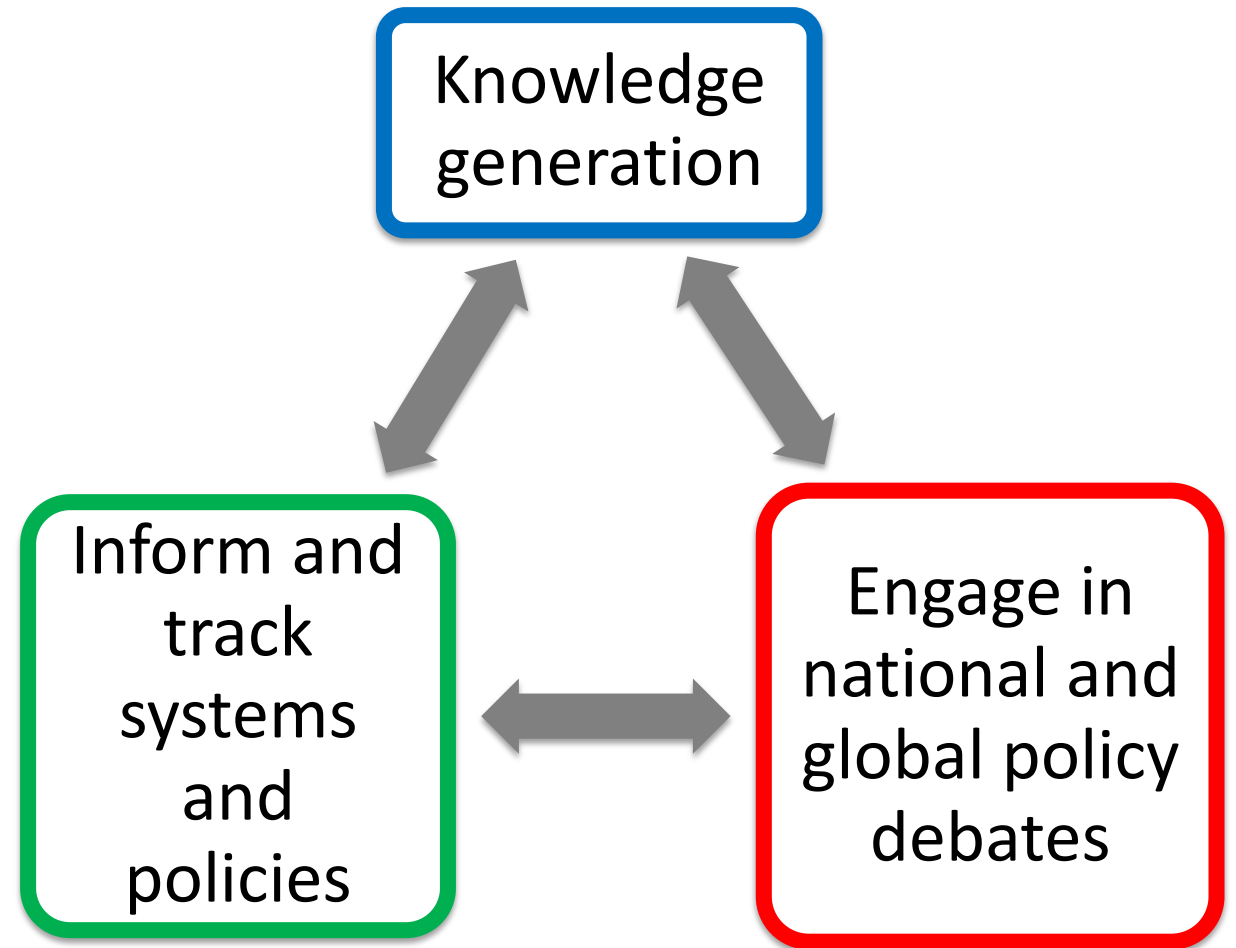 Knowledge
generation
Inform and
track
systems
and
policies
Engage in
national and
global policy
debates